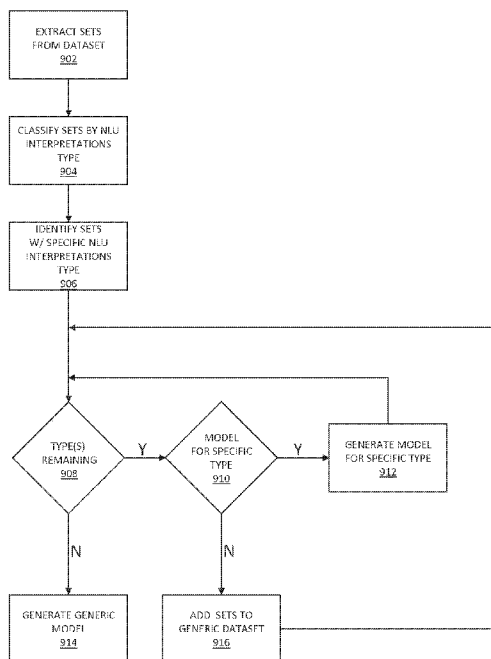 EXTRACT SETS
FROM DATASET
902
CLASSIFY SETS BY NLU
INTERPRETATIONS
TYPE
904
IDENTIFY SETS
W/ SPECIFIC NLU
INTERPRETATIONS
TYPE
906
TYPE(S)
REMAINING
908
Y
MODEL
FOR SPECIFIC
TYPE
910
Y
GENERATE MODEL
FOR SPECIFIC TYPE
912
N
N
GENERATE GENERIC
MODEL
914
ADD SETS TO
GENERIC DATASET
916